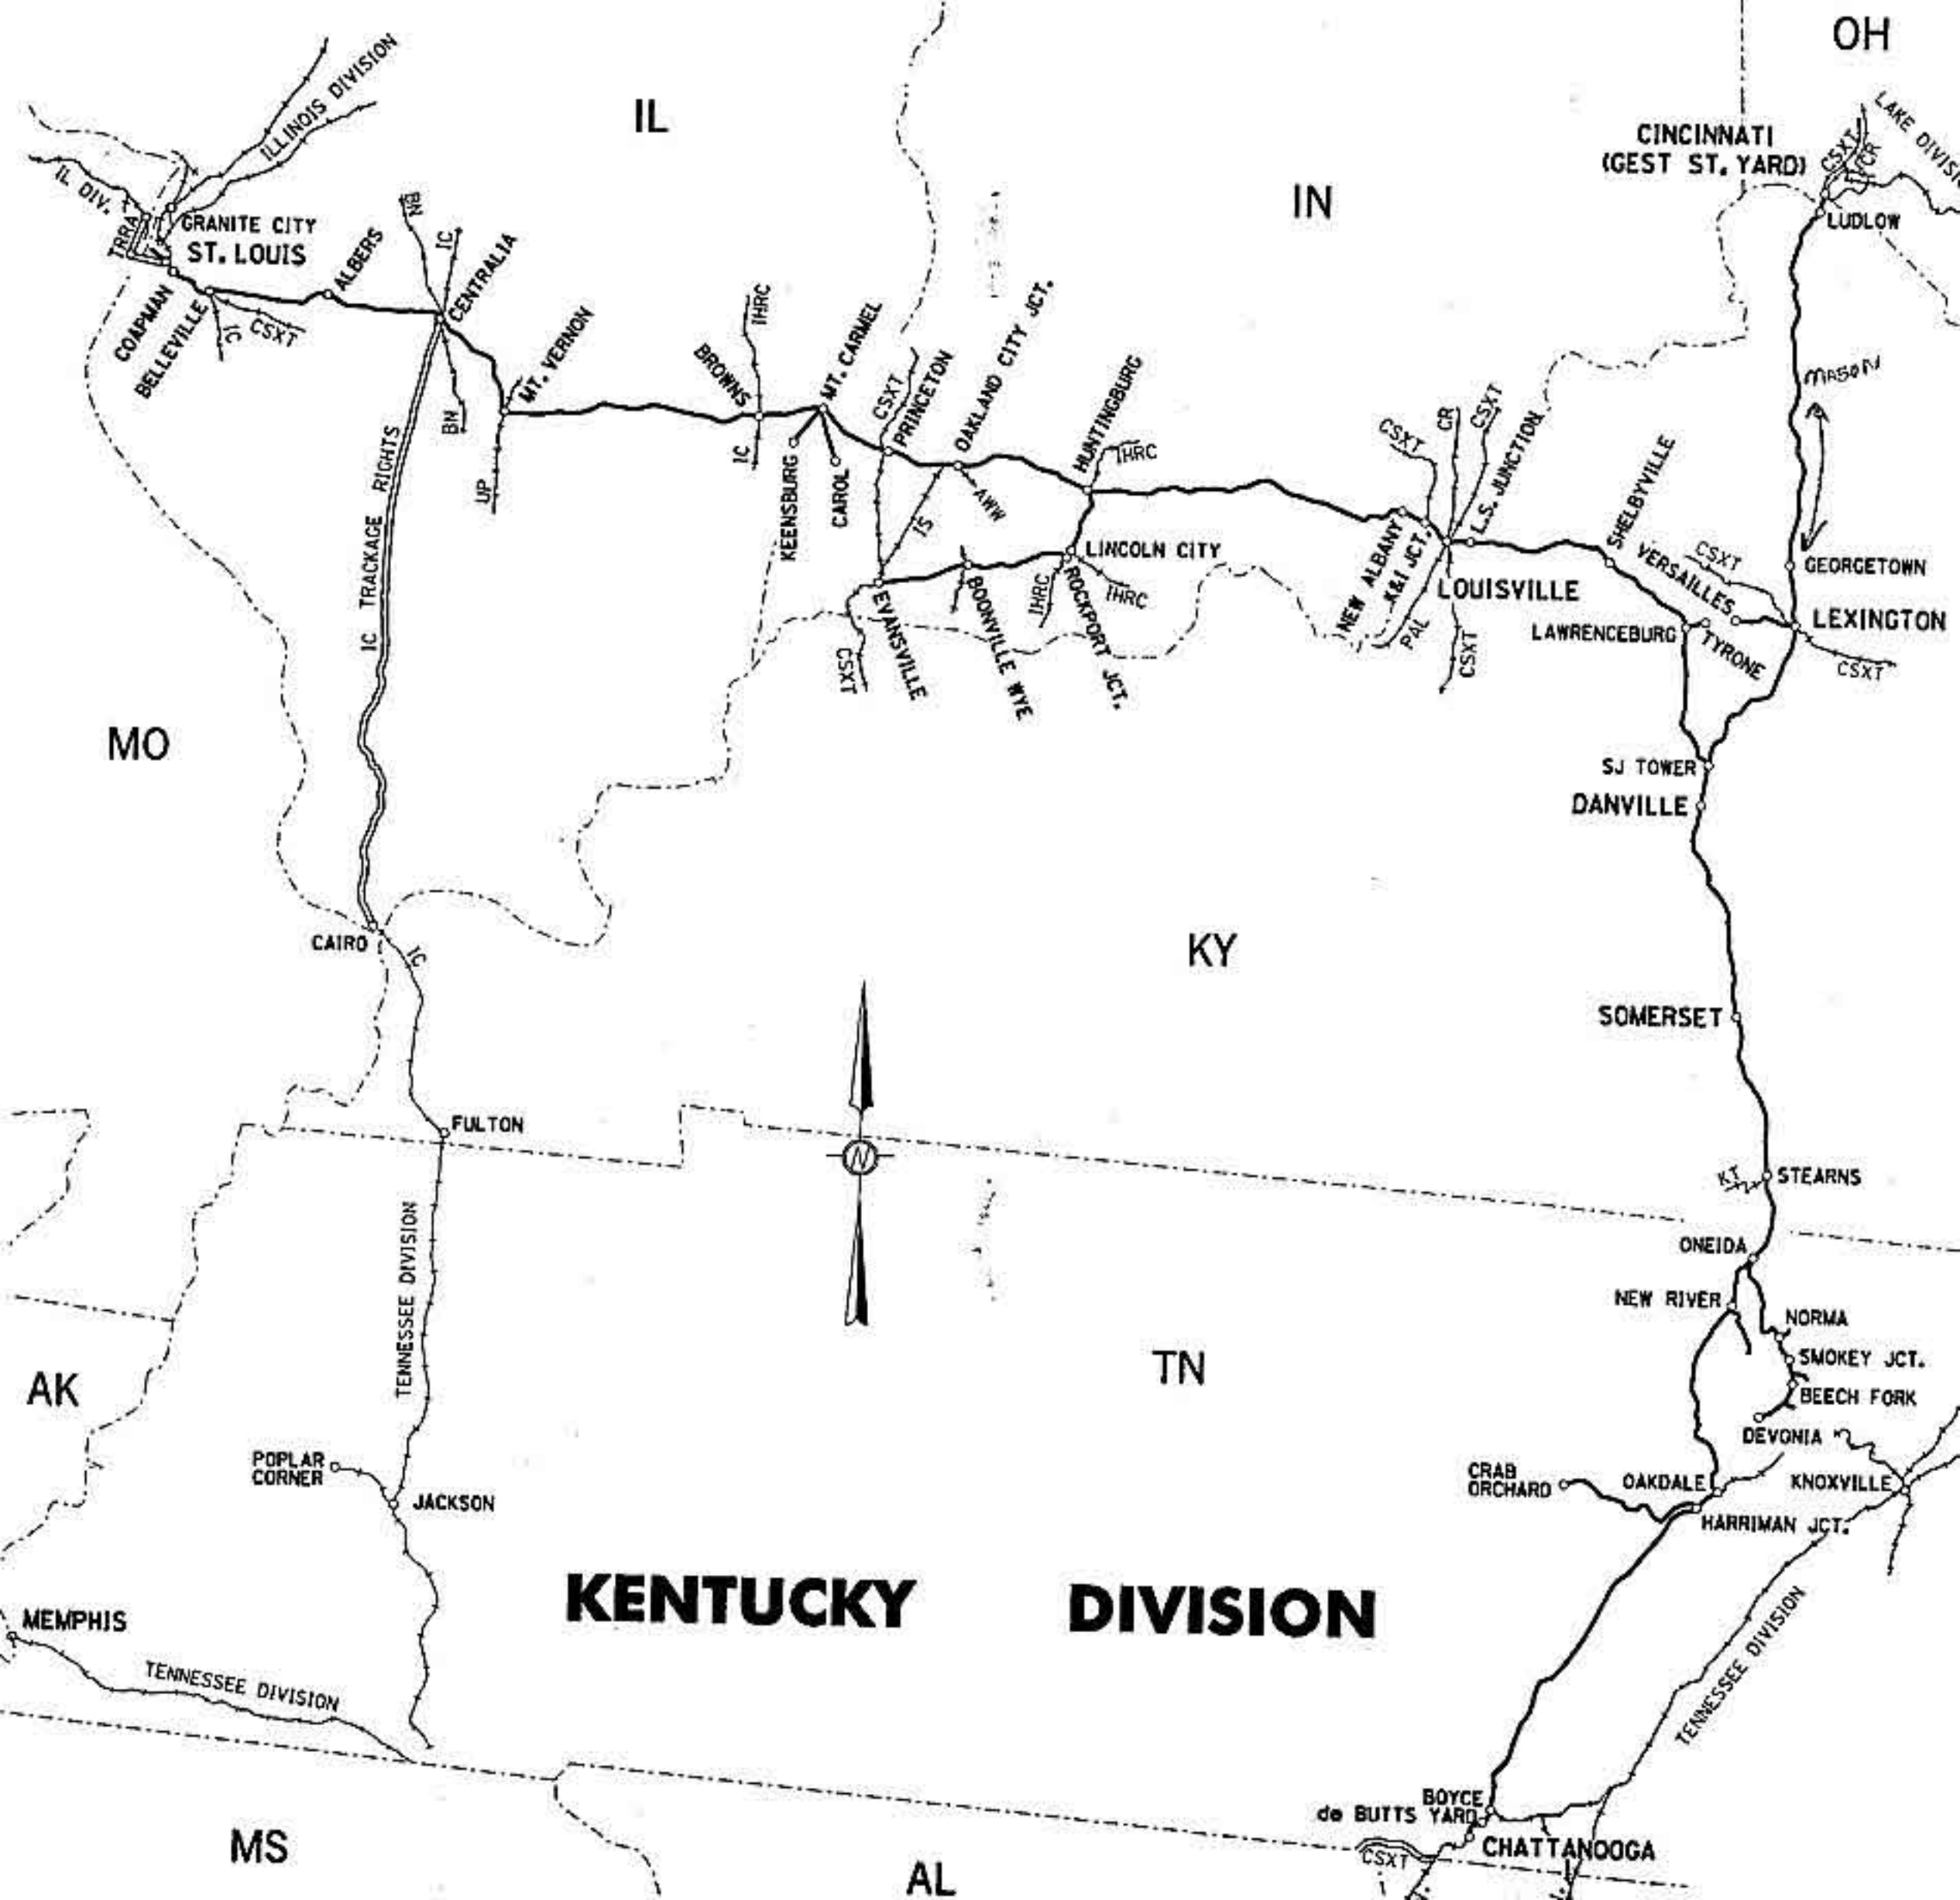 OH
IL
IN
ILLINOIS DIVISION
IL DIV.
TRRA
GRANITE CITY
ST. LOUIS
COAPMAN
BELLEVILLE
IC
CSXT
ALBERS
BN
IC
CENTRALIA
BN
MT. VERNON
UP
IC TRACKAGE RIGHTS
BROWNS
IHRC
IC
MT. CARMEL
KEENSBURG
CAROL
CSXT
PRINCETON
OAKLAND CITY JCT.
IS
AWW
HUNTINGBURG
IHRC
LINCOLN CITY
IHRC
IHRC
ROCKPORT JCT.
BOONVILLE WYE
EVANSVILLE
CSXT
CSXT
CR
CSXT
L.S. JUNCTION
NEW ALBANY
K&I JCT.
PAL
CSXT
LOUISVILLE
SHELBYVILLE
VERSAILLES
CSXT
LAWRENCEBURG
TYRONE
CINCINNATI
(GEST ST. YARD)
CSXT
CR
LAKE DIVISI
LUDLOW
MASON
GEORGETOWN
LEXINGTON
CSXT
SJ TOWER
DANVILLE
MO
CAIRO
IC
KY
SOMERSET
N
FULTON
KT
STEARNS
ONEIDA
NEW RIVER
NORMA
SMOKEY JCT.
BEECH FORK
DEVONIA
TENNESSEE DIVISION
TN
AK
POPLAR
CORNER
JACKSON
CRAB
ORCHARD
OAKDALE
KNOXVILLE
HARRIMAN JCT.
KENTUCKY DIVISION
MEMPHIS
TENNESSEE DIVISION
TENNESSEE DIVISION
BOYCE
de BUTTS YARD
CHATTANOOGA
CSXT
MS
AL